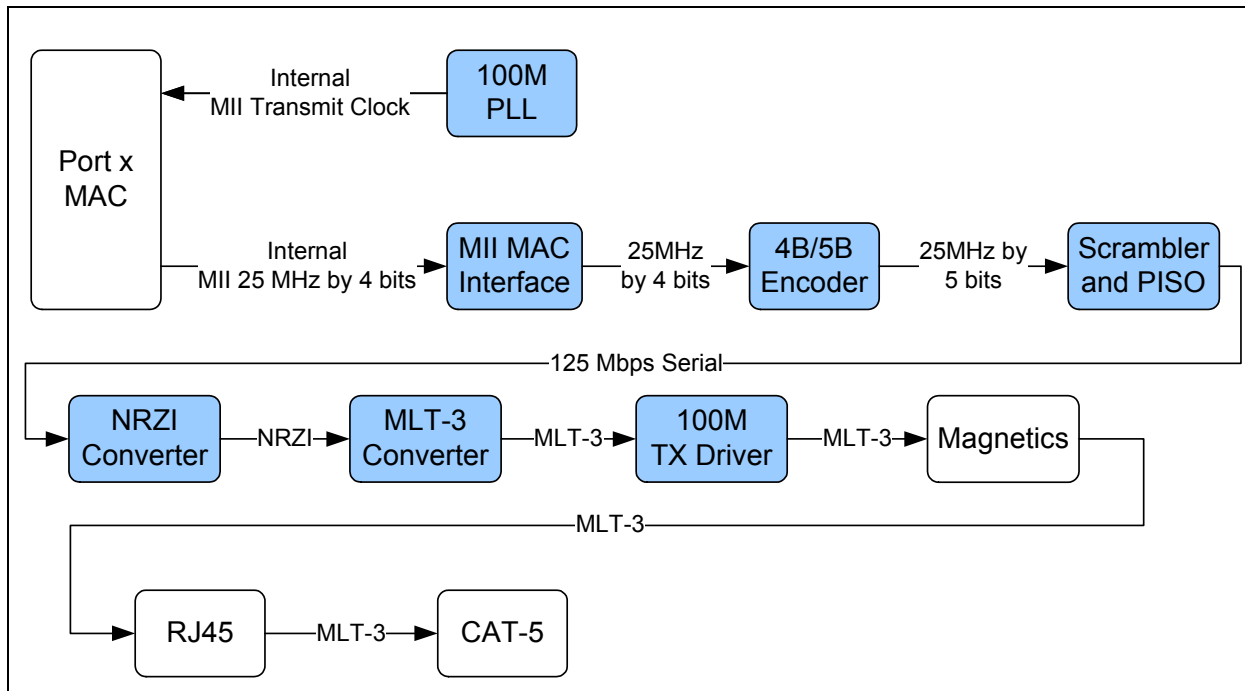 Internal
MII Transmit Clock
100M
PLL
Port x
MAC
Internal
MII 25 MHz by 4 bits
MII MAC
Interface
25MHz
by 4 bits
4B/5B
Encoder
25MHz by
5 bits
Scrambler
and PISO
125 Mbps Serial
NRZI
Converter
NRZI
MLT-3
Converter
MLT-3
100M
TX Driver
MLT-3
Magnetics
MLT-3
RJ45
MLT-3
CAT-5